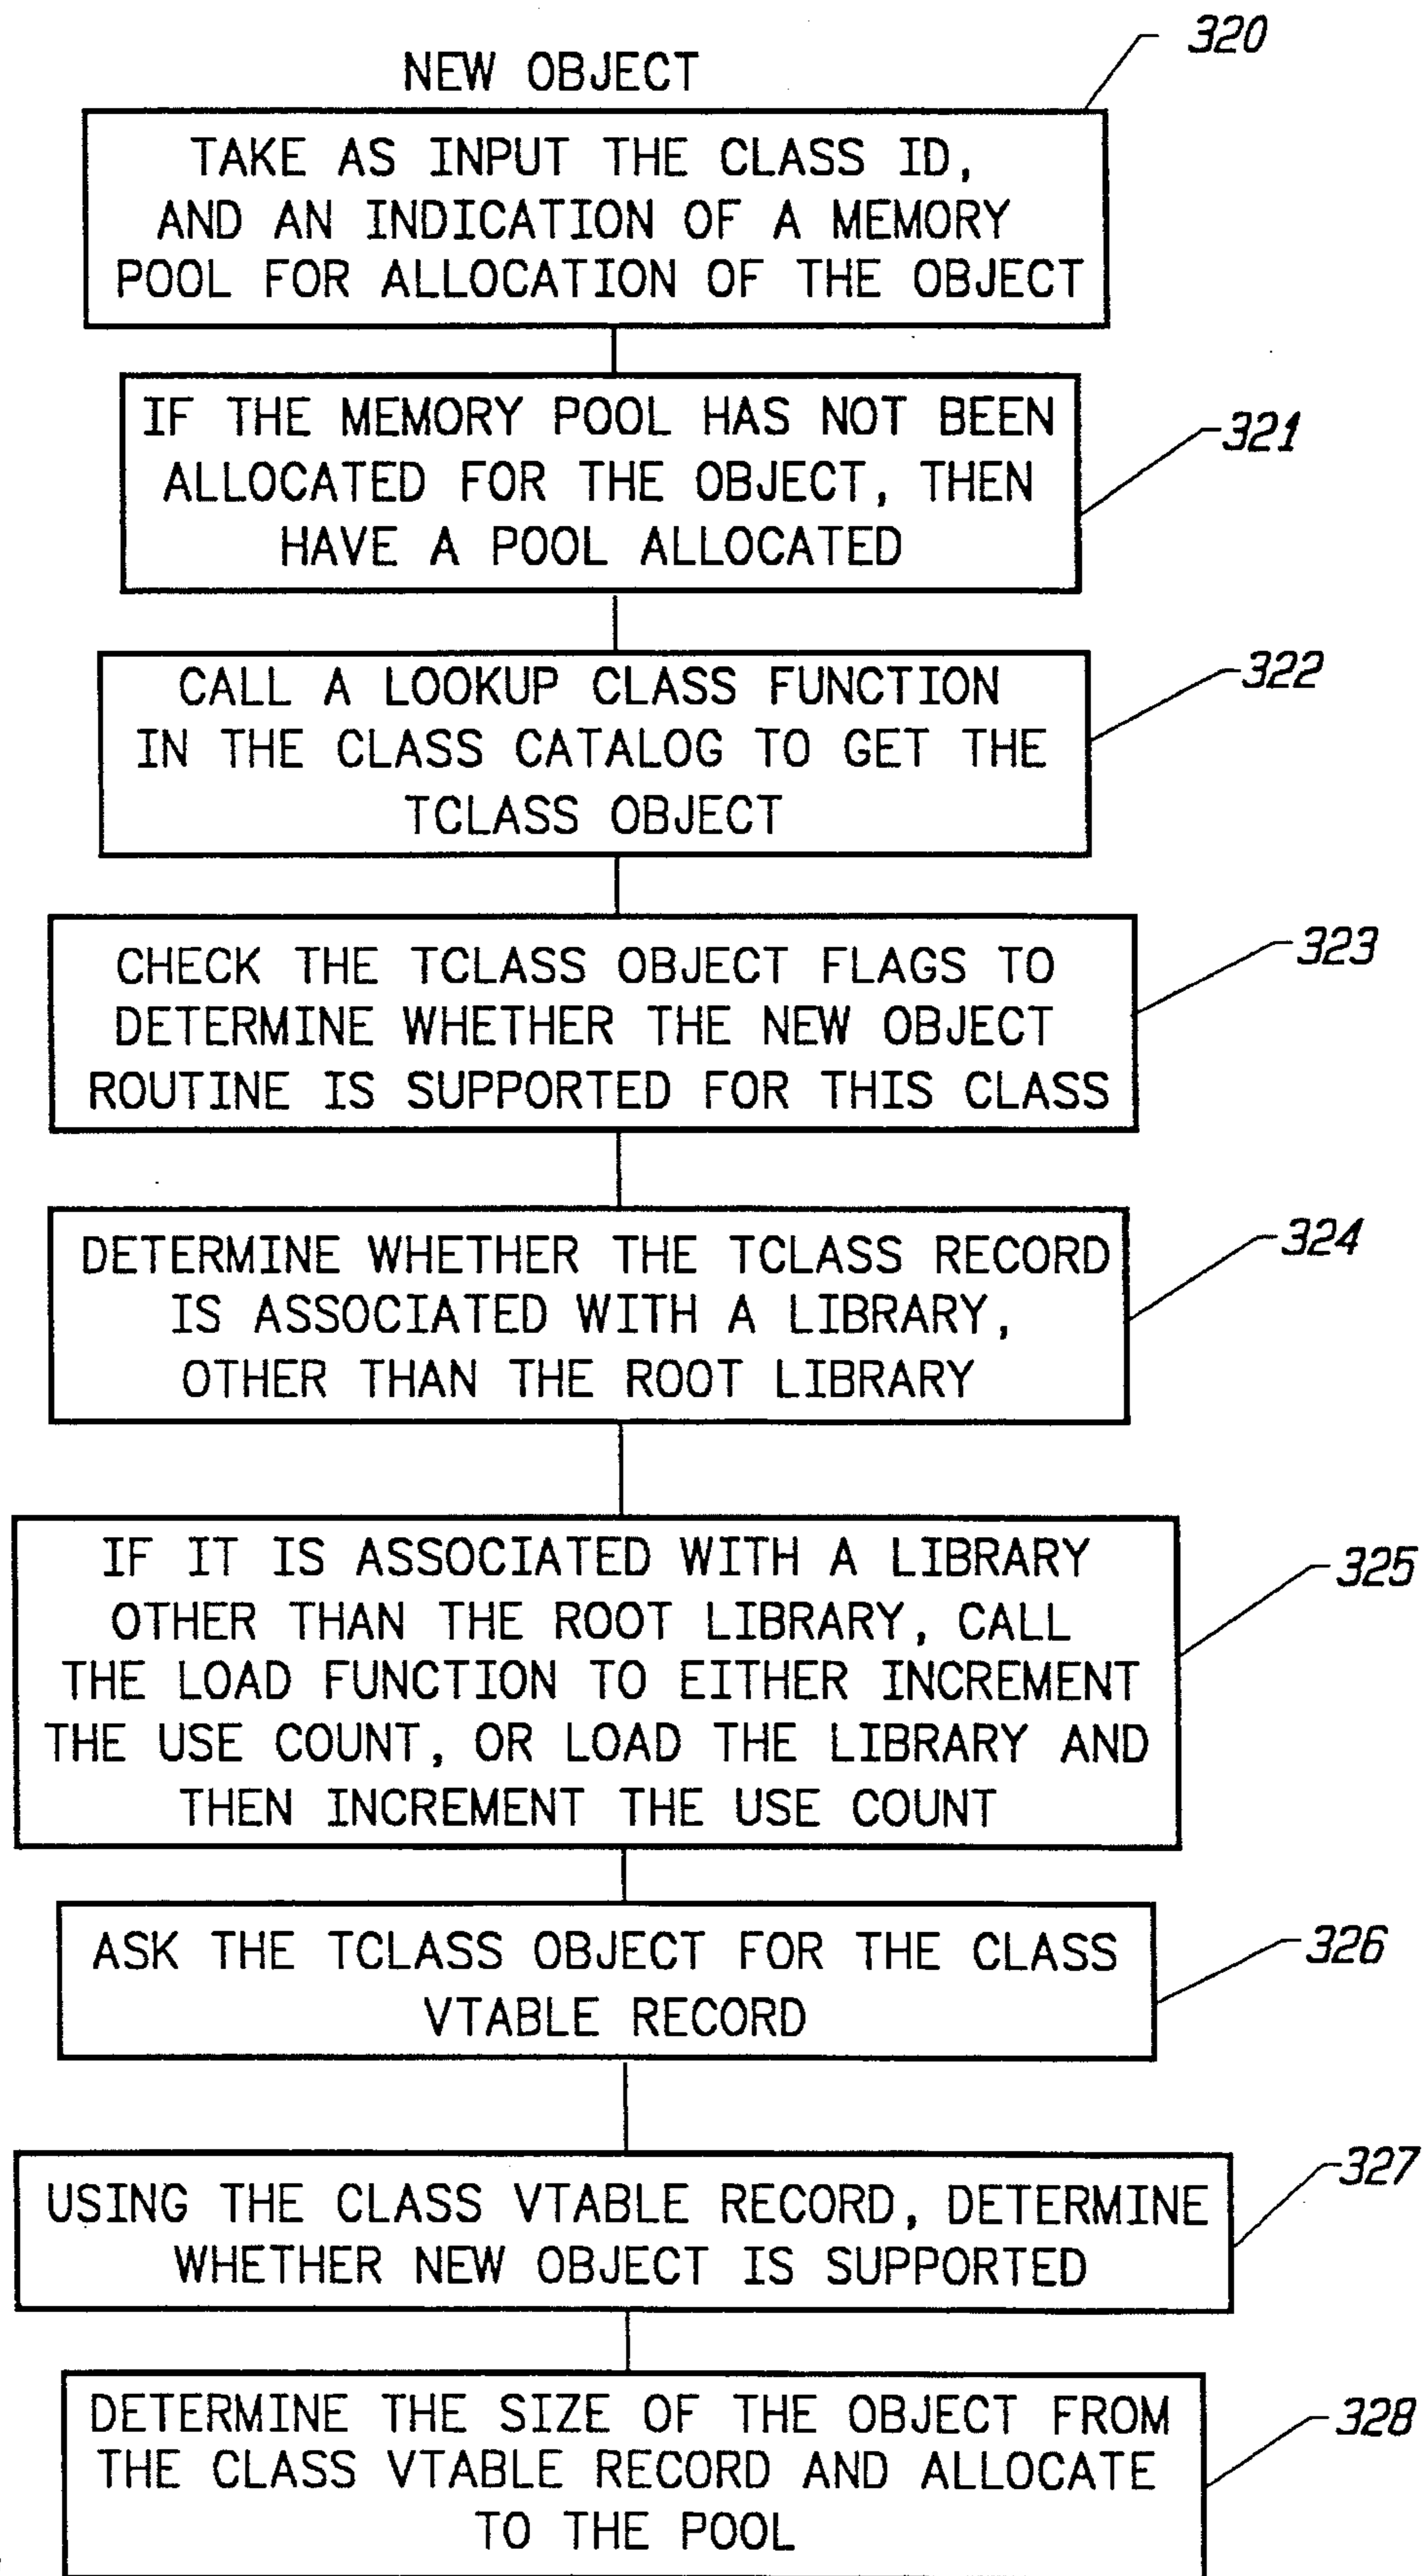 320
NEW OBJECT
TAKE AS INPUT THE CLASS ID,
AND AN INDICATION OF A MEMORY
POOL FOR ALLOCATION OF THE OBJECT
IF THE MEMORY POOL HAS NOT BEEN
ALLOCATED FOR THE OBJECT, THEN
HAVE A POOL ALLOCATED
321
CALL A LOOKUP CLASS FUNCTION
IN THE CLASS CATALOG TO GET THE
TCLASS OBJECT
322
CHECK THE TCLASS OBJECT FLAGS TO
DETERMINE WHETHER THE NEW OBJECT
ROUTINE IS SUPPORTED FOR THIS CLASS
323
DETERMINE WHETHER THE TCLASS RECORD
IS ASSOCIATED WITH A LIBRARY,
OTHER THAN THE ROOT LIBRARY
324
IF IT IS ASSOCIATED WITH A LIBRARY
OTHER THAN THE ROOT LIBRARY, CALL
THE LOAD FUNCTION TO EITHER INCREMENT
THE USE COUNT, OR LOAD THE LIBRARY AND
THEN INCREMENT THE USE COUNT
325
ASK THE TCLASS OBJECT FOR THE CLASS
VTABLE RECORD
326
USING THE CLASS VTABLE RECORD, DETERMINE
WHETHER NEW OBJECT IS SUPPORTED
327
DETERMINE THE SIZE OF THE OBJECT FROM
THE CLASS VTABLE RECORD AND ALLOCATE
TO THE POOL
328